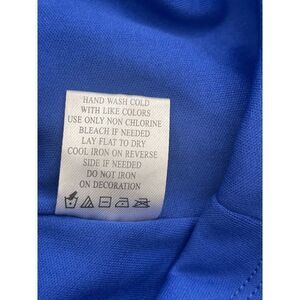 HAND WASH COLD
WITH LIKE COLORS
USE ONLY NON CHLORINE
BLEACH IF NEEDED
LAY FLAT TO DRY
COOL IRON ON REVERSE
SIDE IF NEEDED
DO NOT IRON
ON DECORATION